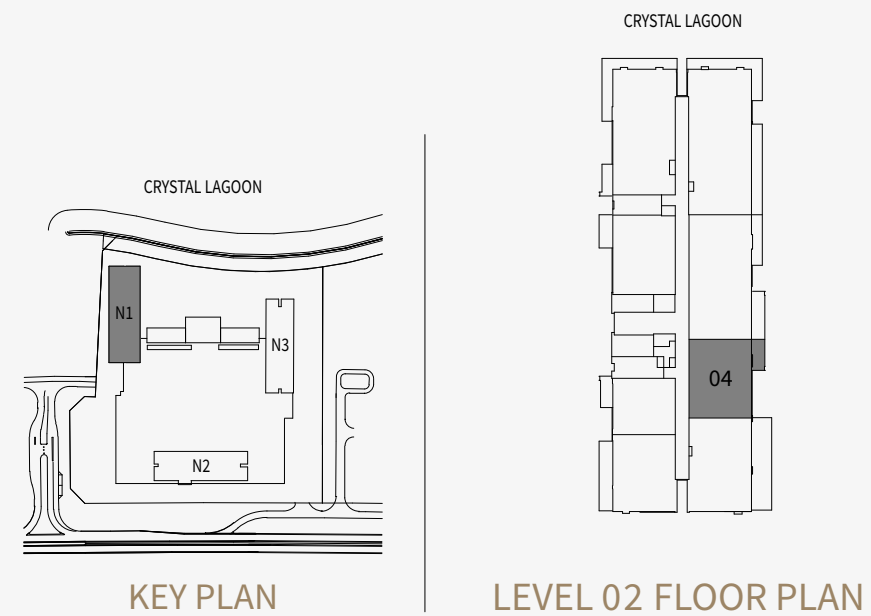 CRYSTAL LAGOON
N1
N3
N2
KEY PLAN
CRYSTAL LAGOON
04
LEVEL 02 FLOOR PLAN